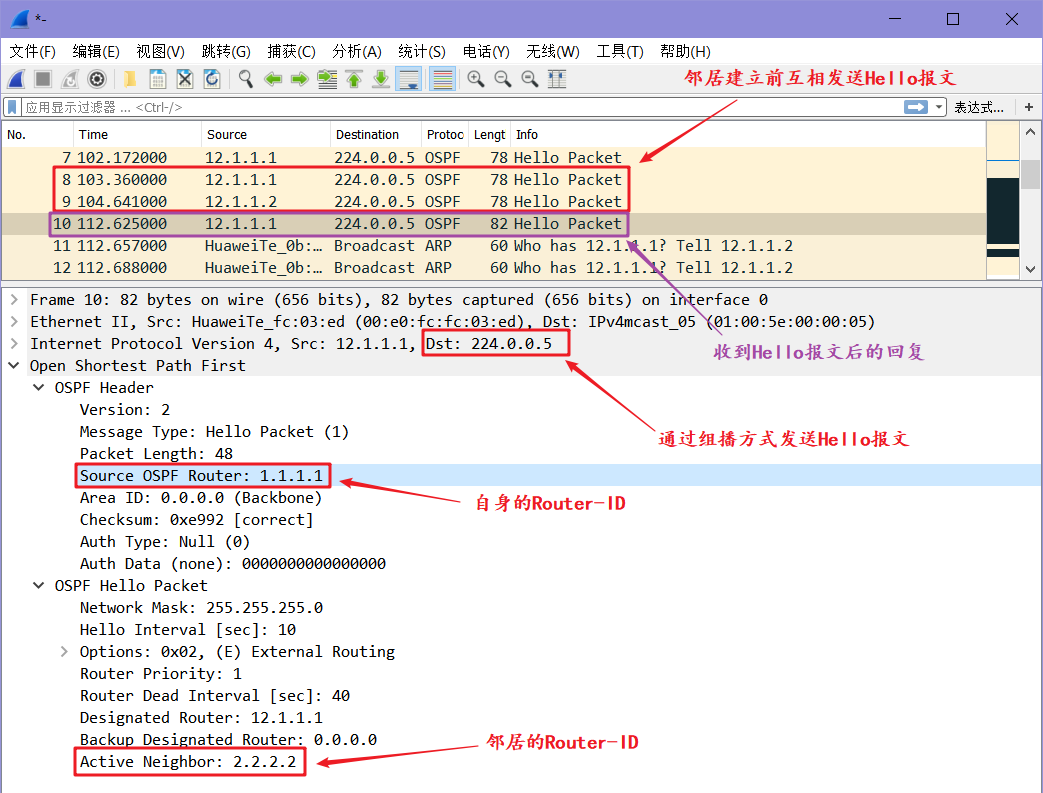 *-
文件(F) 编辑(E) 视图(V) 跳转(G) 捕获(C) 分析(A) 统计(S) 电话(Y) 无线(W) 工具(T) 帮助(H)
邻居建立前互相发送Hello报文
应用显示过滤器 … <Ctrl-/> 表达式… +
No. Time Source Destination Protoc Lengt Info
7 102.172000 12.1.1.1 224.0.0.5 OSPF 78 Hello Packet
8 103.360000 12.1.1.1 224.0.0.5 OSPF 78 Hello Packet
9 104.641000 12.1.1.2 224.0.0.5 OSPF 78 Hello Packet
10 112.625000 12.1.1.1 224.0.0.5 OSPF 82 Hello Packet
11 112.657000 HuaweiTe_0b:… Broadcast ARP 60 Who has 12.1.1.1? Tell 12.1.1.2
12 112.688000 HuaweiTe_0b:… Broadcast ARP 60 Who has 12.1.1.1? Tell 12.1.1.2
Frame 10: 82 bytes on wire (656 bits), 82 bytes captured (656 bits) on interface 0
Ethernet II, Src: HuaweiTe_fc:03:ed (00:e0:fc:fc:03:ed), Dst: IPv4mcast_05 (01:00:5e:00:00:05)
Internet Protocol Version 4, Src: 12.1.1.1, Dst: 224.0.0.5
收到Hello报文后的回复
Open Shortest Path First
OSPF Header
Version: 2
Message Type: Hello Packet (1)
通过组播方式发送Hello报文
Packet Length: 48
Source OSPF Router: 1.1.1.1
Area ID: 0.0.0.0 (Backbone)
自身的Router-ID
Checksum: 0xe992 [correct]
Auth Type: Null (0)
Auth Data (none): 0000000000000000
OSPF Hello Packet
Network Mask: 255.255.255.0
Hello Interval [sec]: 10
Options: 0x02, (E) External Routing
Router Priority: 1
Router Dead Interval [sec]: 40
Designated Router: 12.1.1.1
Backup Designated Router: 0.0.0.0
邻居的Router-ID
Active Neighbor: 2.2.2.2